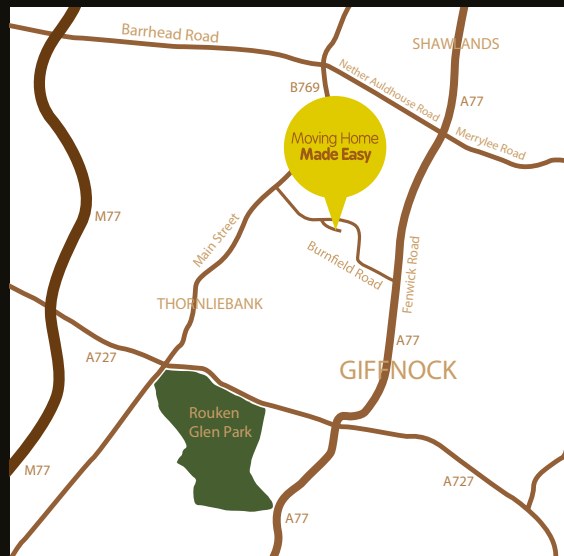 Barrhead Road
SHAWLANDS
B769
Nether Auldhouse Road
A77
Merrylee Road
Moving Home
Made Easy
M77
Main Street
Burnfield Road
Fenwick Road
THORNLIEBANK
A77
A727
GIFFNOCK
Rouken
Glen Park
M77
A727
A77